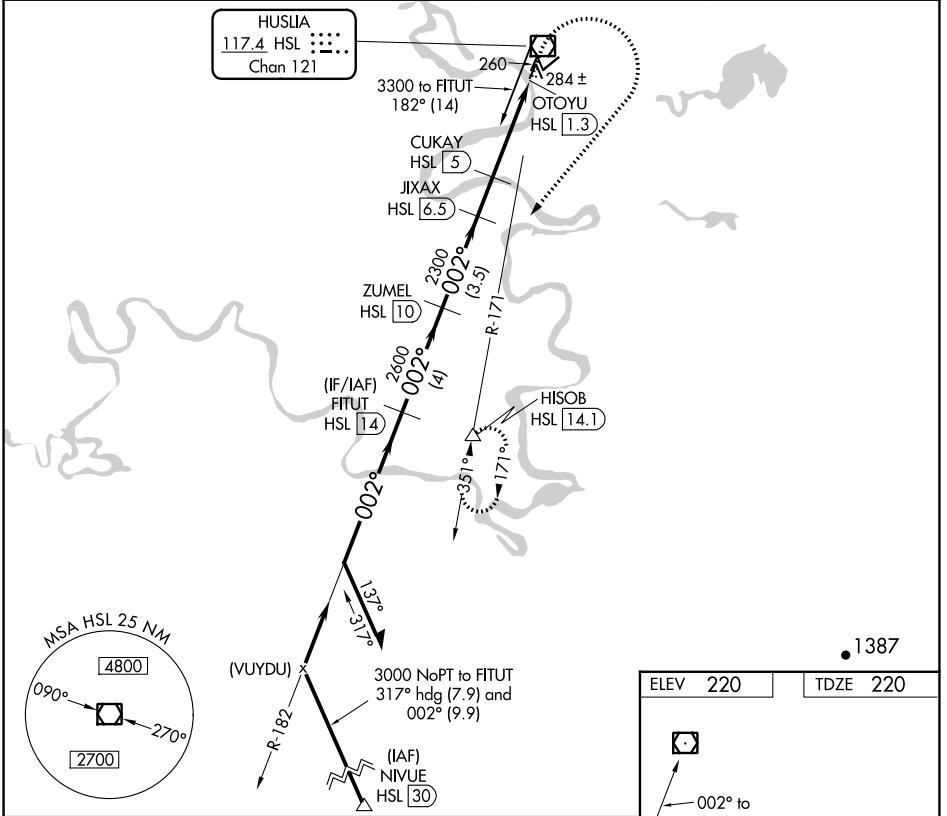 HUSLIA
117.4 HSL
Chan 121
260
284 ±
3300 to FITUT
182° (14)
OTOYU
HSL 1.3
CUKAY
HSL 5
JIXAX
HSL 6.5
2300
002°
(3.5)
R-171
ZUMEL
HSL 10
2600
002°
(4)
(IF/IAF)
FITUT
HSL 14
HISOB
HSL 14.1
351°
171°
002°
137°
317°
MSA HSL 25 NM
4800
090°
270°
2700
(VUYDU)
3000 NoPT to FITUT
317° hdg (7.9) and
002° (9.9)
R-182
(IAF)
NIVUE
HSL 30
1387
ELEV 220
TDZE 220
002° to